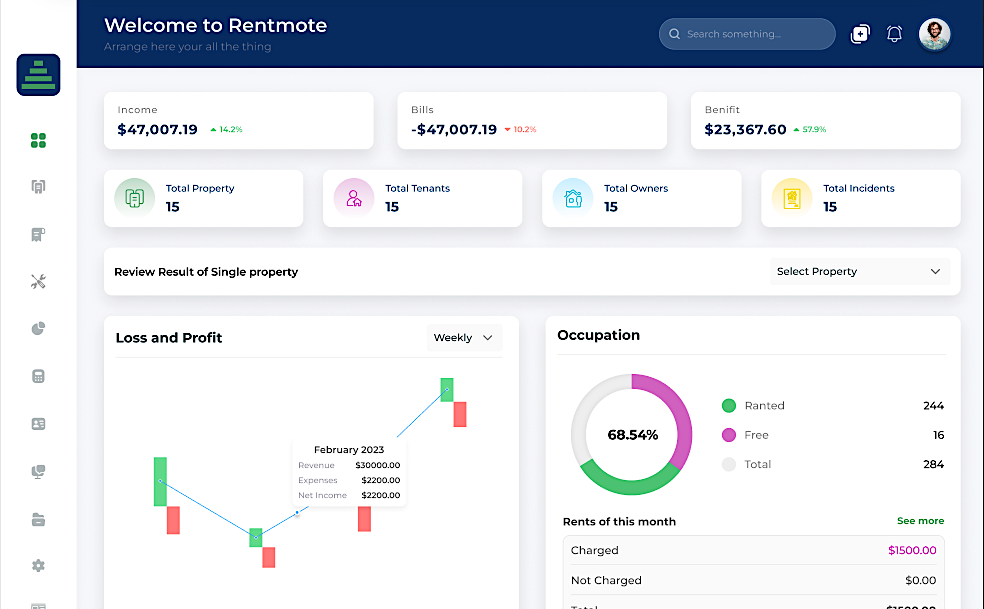 Welcome to Rentmote
Arrange here your all the thing
Search something...
Income
$47,007.19 14.2%
Bills
-$47,007.19 10.2%
Benifit
$23,367.60 57.9%
Total Property
15
Total Tenants
15
Total Owners
15
Total Incidents
15
Review Result of Single property
Select Property
Loss and Profit
Weekly
February 2023
Revenue $30000.00
Expenses $2200.00
Net Income $2200.00
Occupation
68.54%
Ranted 244
Free 16
Total 284
Rents of this month
See more
Charged $1500.00
Not Charged $0.00
Total $1500.00